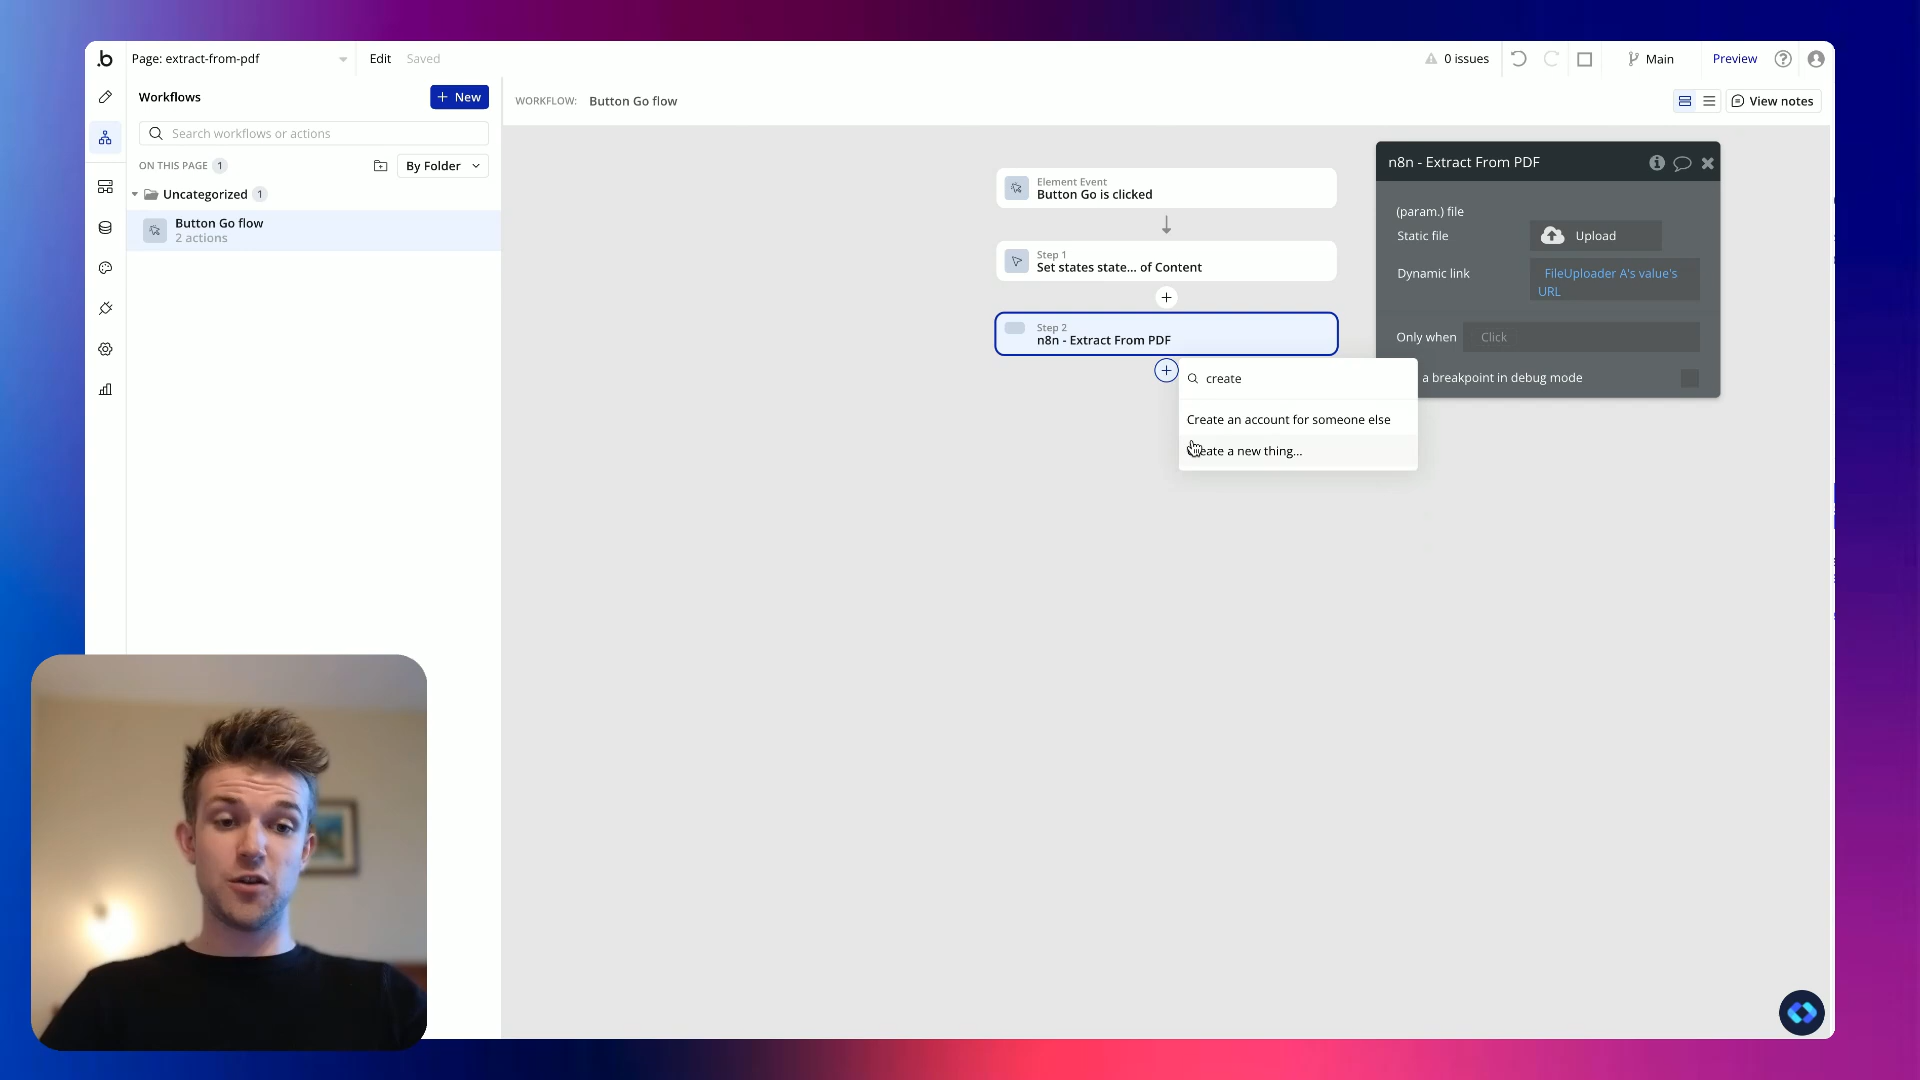 .b
Page: extract-from-pdf
Edit
Saved
0 issues
Main
Preview
Workflows
+ New
WORKFLOW: Button Go flow
View notes
Search workflows or actions
ON THIS PAGE 1
By Folder
Uncategorized 1
Button Go flow
2 actions
Element Event
Button Go is clicked
Step 1
Set states state... of Content
Step 2
n8n - Extract From PDF
create
Create an account for someone else
eate a new thing...
n8n - Extract From PDF
(param.) file
Static file
Upload
Dynamic link
FileUploader A's value's
URL
Only when
Click
a breakpoint in debug mode